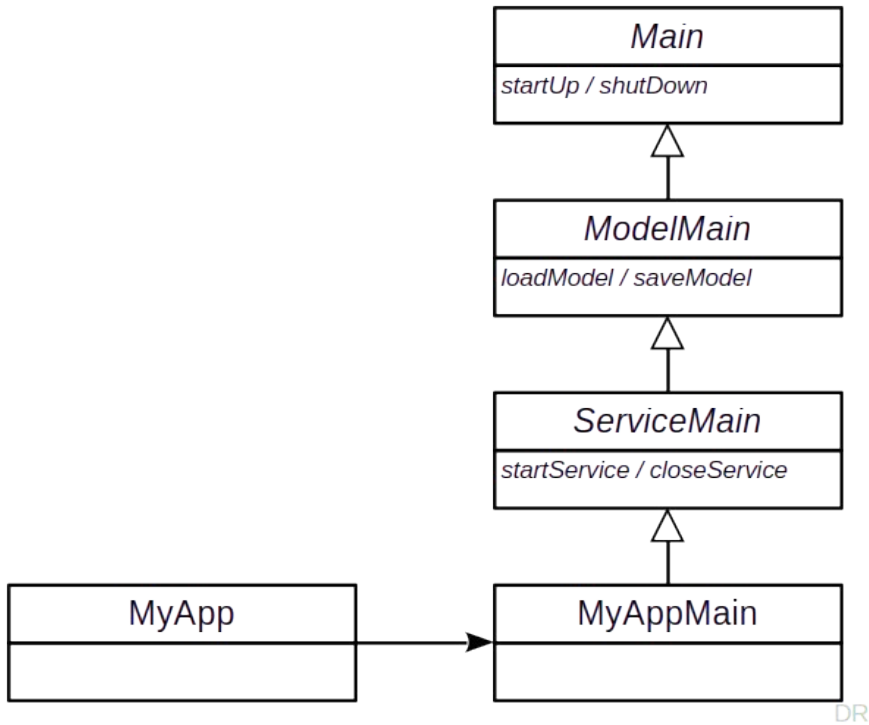 Main
startUp / shutDown
ModelMain
loadModel / saveModel
ServiceMain
startService / closeService
MyApp
MyAppMain
DR